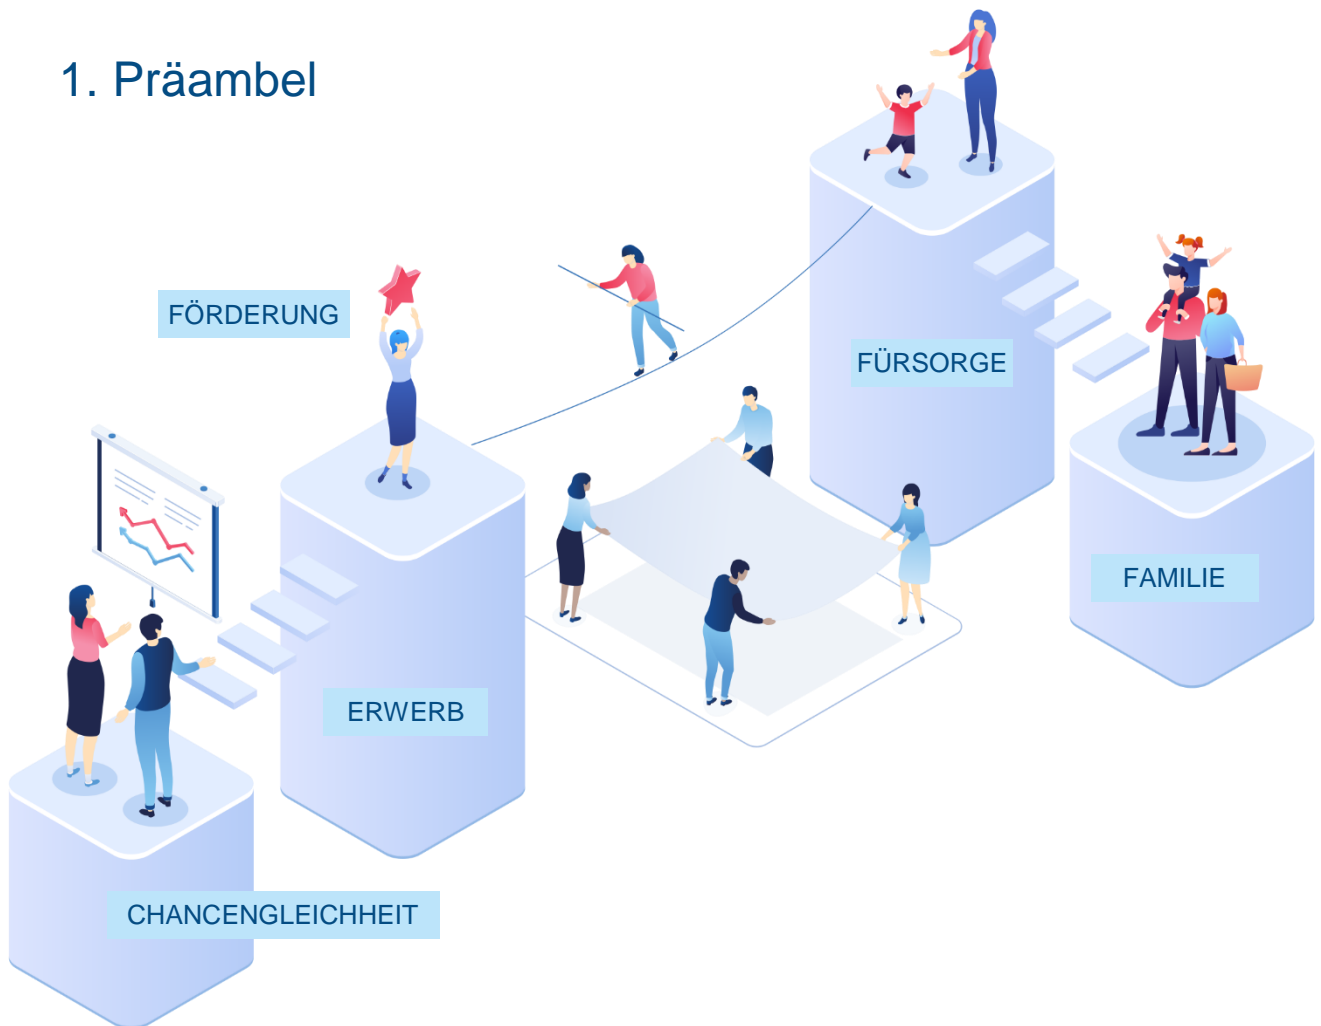 1. Präambel
FÖRDERUNG
FÜRSORGE
FAMILIE
ERWERB
CHANCENGLEICHHEIT